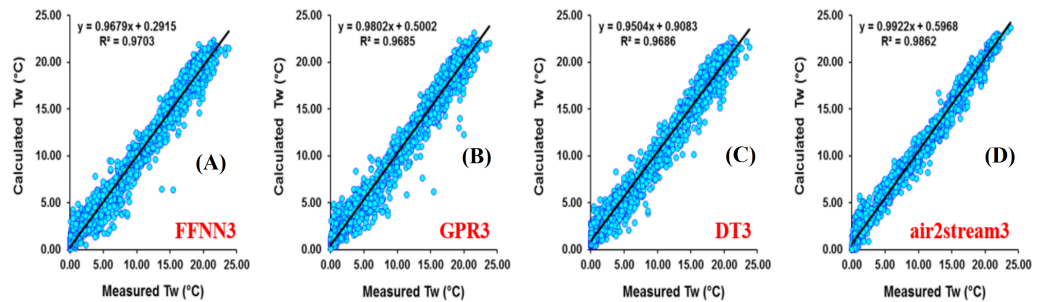 y = 0.9679x + 0.2915
R² = 0.9703
Calculated Tw (°C)
25.00
20.00
15.00
10.00
5.00
0.00
(A)
FFNN3
0.00 5.00 10.00 15.00 20.00 25.00
Measured Tw (°C)
y = 0.9802x + 0.5002
R² = 0.9685
Calculated Tw (°C)
25.00
20.00
15.00
10.00
5.00
0.00
(B)
GPR3
0.00 5.00 10.00 15.00 20.00 25.00
Measured Tw (°C)
y = 0.9504x + 0.9083
R² = 0.9686
Calculated Tw (°C)
25.00
20.00
15.00
10.00
5.00
0.00
(C)
DT3
0.00 5.00 10.00 15.00 20.00 25.00
Measured Tw (°C)
y = 0.9922x + 0.5968
R² = 0.9862
Calculated Tw (°C)
25.00
20.00
15.00
10.00
5.00
0.00
(D)
air2stream3
0.00 5.00 10.00 15.00 20.00 25.00
Measured Tw (°C)